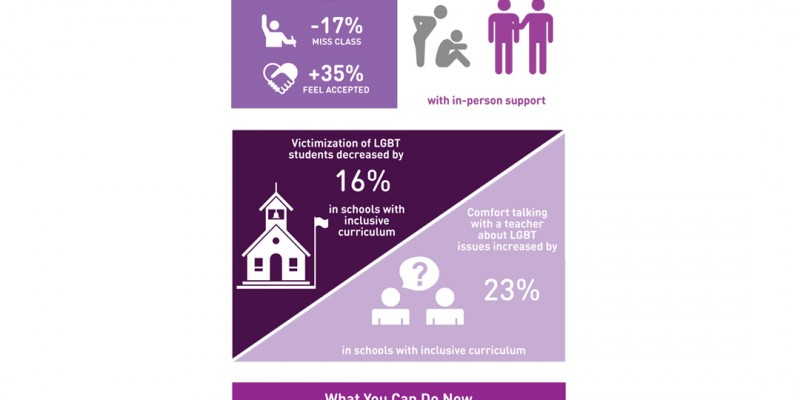 -17%
MISS CLASS
+35%
FEEL ACCEPTED
with in-person support
Victimization of LGBT
students decreased by
16%
in schools with
inclusive
curriculum
Comfort talking
with a teacher
about LGBT
issues increased by
?
23%
in schools with inclusive curriculum
What You Can Do Now